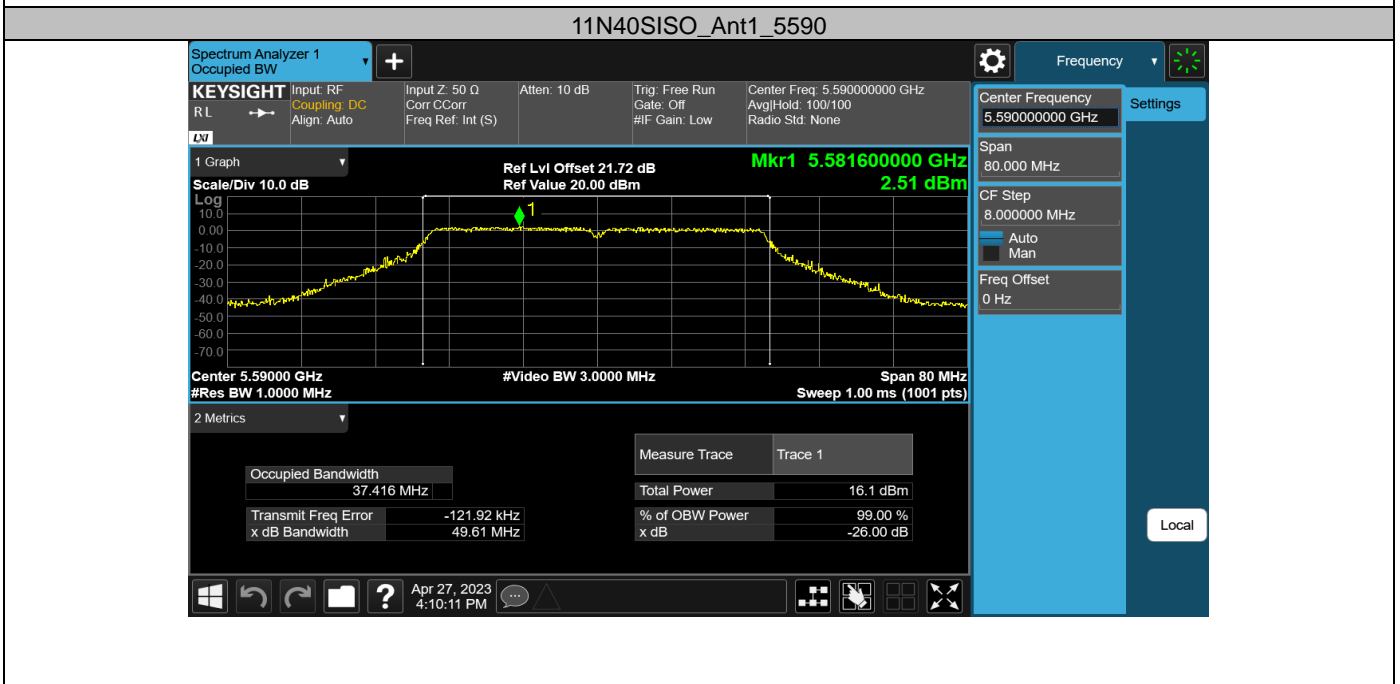 11N40SISO_Ant1_5590
Spectrum Analyzer 1
Occupied BW
+
Frequency
KEYSIGHT
R L
LXI
Input: RF
Coupling: DC
Align: Auto
Input Z: 50 Ω
Corr CCorr
Freq Ref: Int (S)
Atten: 10 dB
Trig: Free Run
Gate: Off
#IF Gain: Low
Center Freq: 5.590000000 GHz
Avg|Hold: 100/100
Radio Std: None
Center Frequency
5.590000000 GHz
Settings
Span
80.000 MHz
CF Step
8.000000 MHz
Auto
Man
Freq Offset
0 Hz
Local
1 Graph
Scale/Div 10.0 dB
Ref Lvl Offset 21.72 dB
Ref Value 20.00 dBm
Mkr1 5.581600000 GHz
2.51 dBm
Log
1
10.0
0.00
-10.0
-20.0
-30.0
-40.0
-50.0
-60.0
-70.0
Center 5.59000 GHz
#Video BW 3.0000 MHz
Span 80 MHz
#Res BW 1.0000 MHz
Sweep 1.00 ms (1001 pts)
2 Metrics
Measure Trace Trace 1
Occupied Bandwidth
37.416 MHz
Total Power 16.1 dBm
Transmit Freq Error -121.92 kHz
% of OBW Power 99.00 %
x dB Bandwidth 49.61 MHz
x dB -26.00 dB
?
Apr 27, 2023
4:10:11 PM